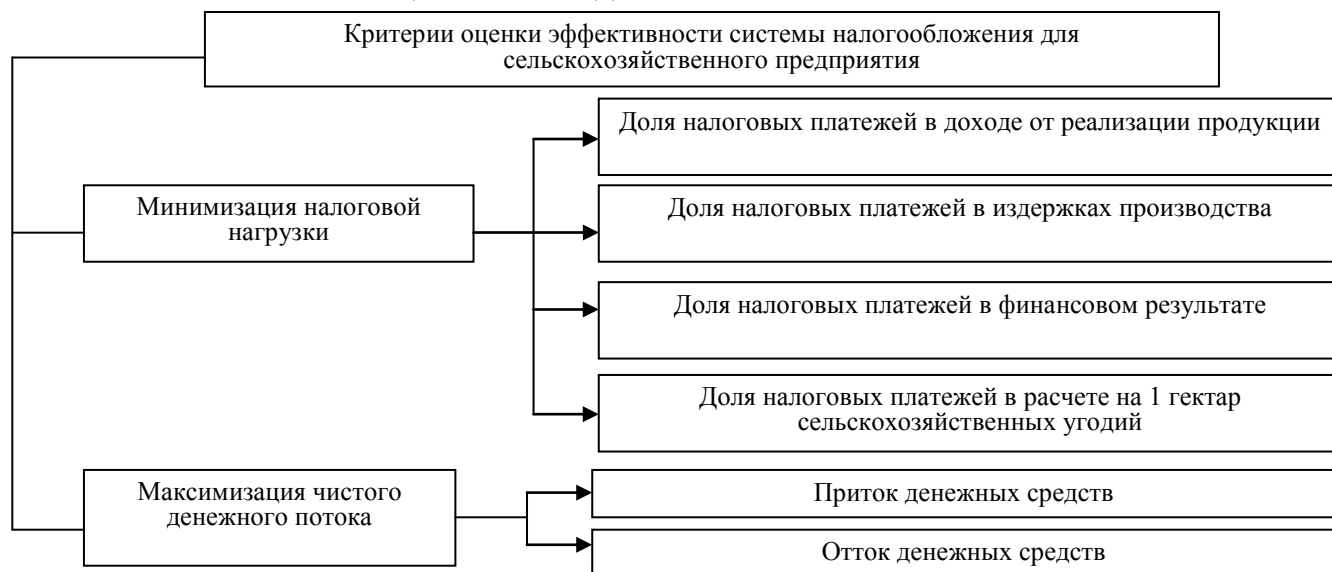 Критерии оценки эффективности системы налогообложения для
сельскохозяйственного предприятия
Доля налоговых платежей в доходе от реализации продукции
Минимизация налоговой
нагрузки
Доля налоговых платежей в издержках производства
Доля налоговых платежей в финансовом результате
Доля налоговых платежей в расчете на 1 гектар
сельскохозяйственных угодий
Максимизация чистого
денежного потока
Приток денежных средств
Отток денежных средств